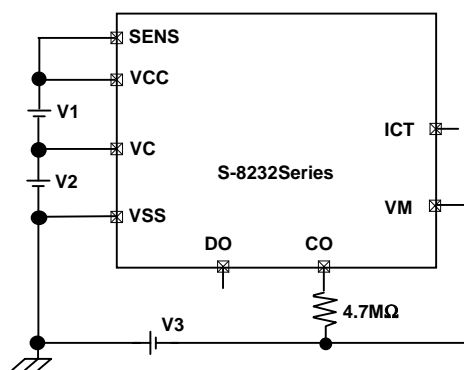 SENS
VCC
V1
ICT
VC
S-8232Series
V2
VM
VSS
DO
CO
4.7MΩ
V3